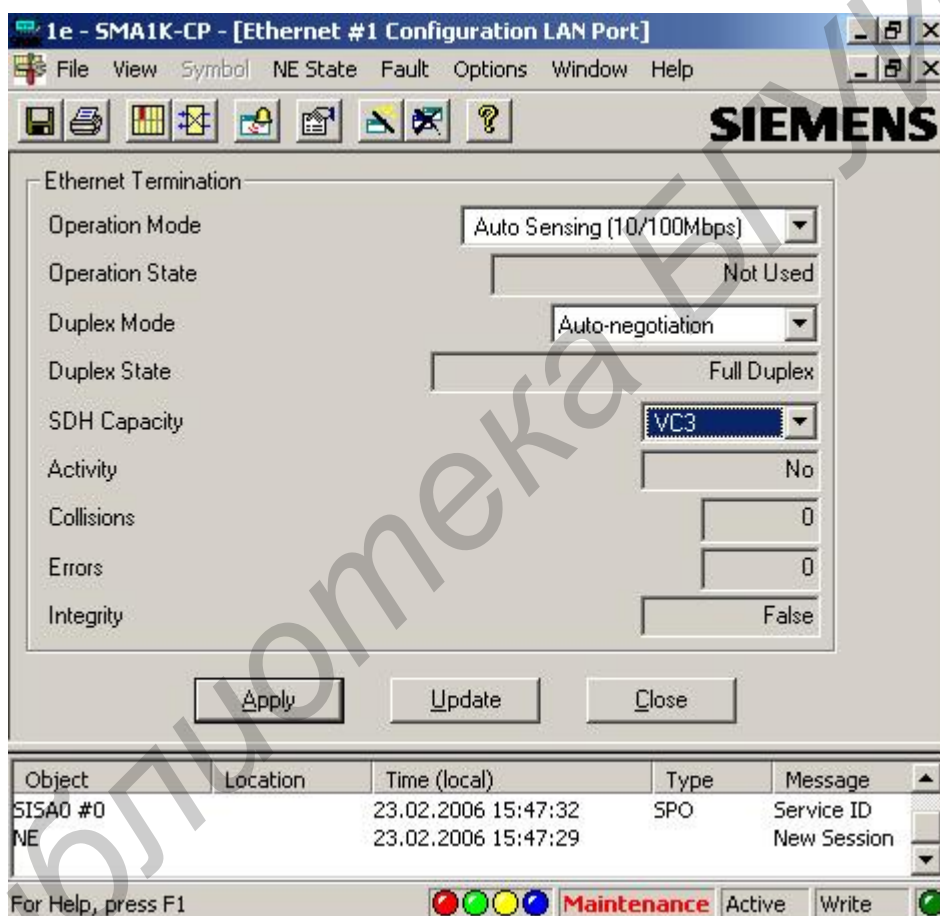 1e - SMA1K-CP - [Ethernet #1 Configuration LAN Port]
File View Symbol NE State Fault Options Window Help
SIEMENS
Ethernet Termination
Operation Mode Auto Sensing (10/100Mbps)
Operation State Not Used
Duplex Mode Auto-negotiation
Duplex State Full Duplex
SDH Capacity VC3
Activity No
Collisions 0
Errors 0
Integrity False
Apply Update Close
Object Location Time (local) Type Message
SISA0 #0 23.02.2006 15:47:32 SPO Service ID
NE 23.02.2006 15:47:29 New Session
For Help, press F1 Maintenance Active Write